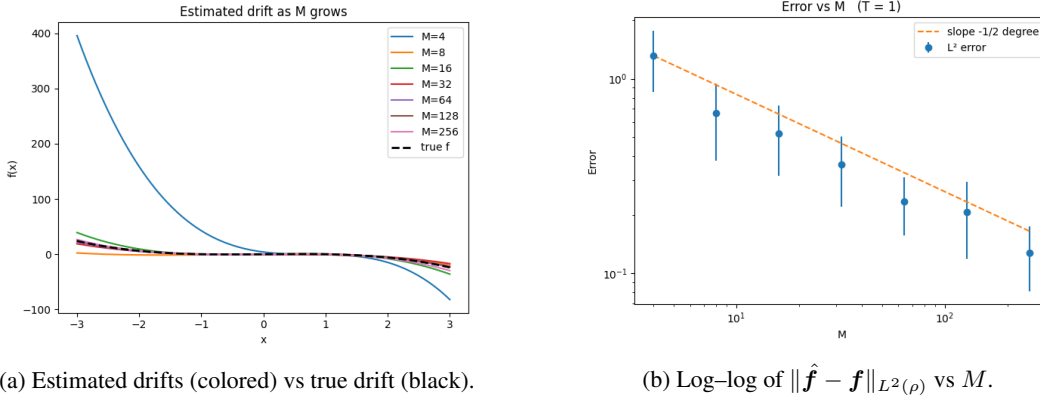 Estimated drift as M grows
400
300
200
100
0
−100
−3
−2
−1
0
1
2
3
x
f(x)
M=4
M=8
M=16
M=32
M=64
M=128
M=256
true f
(a) Estimated drifts (colored) vs true drift (black).
Error vs M (T = 1)
10⁰
10⁻¹
10¹
10²
M
Error
slope -1/2 degree
L² error
(b) Log–log of ‖f̂ − f‖L²(ρ) vs M.